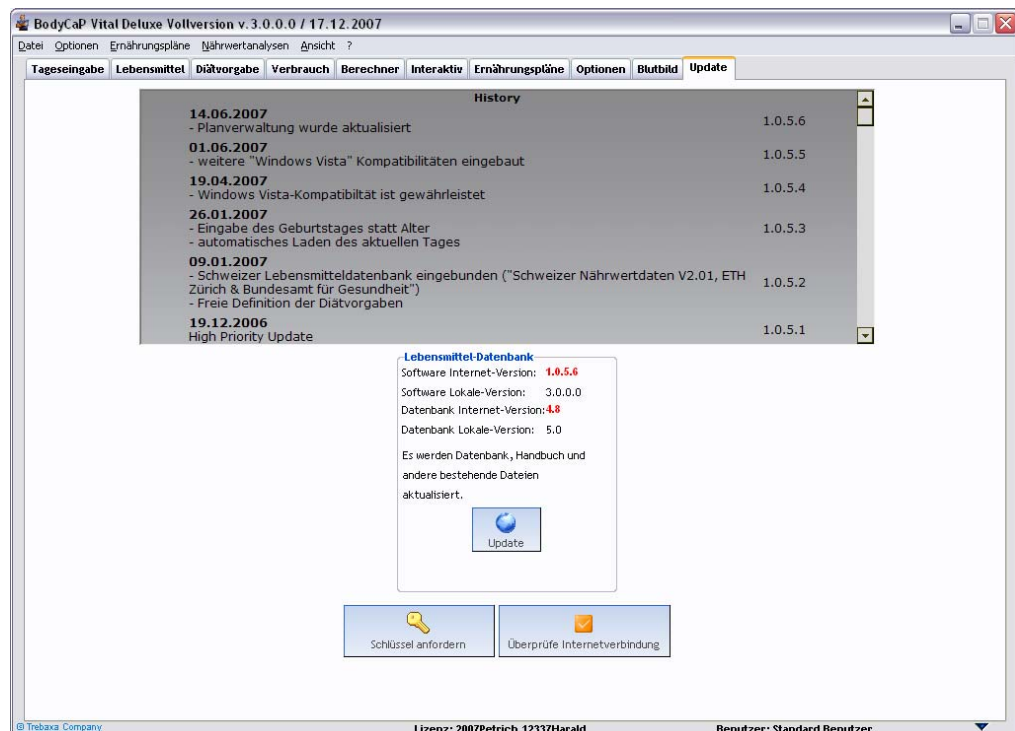 BodyCaP Vital Deluxe Vollversion v. 3.0.0.0 / 17.12.2007
Datei Optionen Ernährungspläne Nährwertanalysen Ansicht ?
Tageseingabe Lebensmittel Diätvorgabe Verbrauch Berechner Interaktiv Ernährungspläne Optionen Blutbild Update
History
14.06.2007
- Planverwaltung wurde aktualisiert 1.0.5.6
01.06.2007
- weitere "Windows Vista" Kompatibilitäten eingebaut 1.0.5.5
19.04.2007
- Windows Vista-Kompatibiltät ist gewährleistet 1.0.5.4
26.01.2007
- Eingabe des Geburtstages statt Alter 1.0.5.3
- automatisches Laden des aktuellen Tages
09.01.2007
- Schweizer Lebensmitteldatenbank eingebunden ("Schweizer Nährwertdaten V2.01, ETH
Zürich & Bundesamt für Gesundheit") 1.0.5.2
- Freie Definition der Diätvorgaben
19.12.2006
High Priority Update 1.0.5.1
Lebensmittel-Datenbank
Software Internet-Version: 1.0.5.6
Software Lokale-Version: 3.0.0.0
Datenbank Internet-Version: 4.8
Datenbank Lokale-Version: 5.0
Es werden Datenbank, Handbuch und
andere bestehende Dateien
aktualisiert.
Update
Schlüssel anfordern Überprüfe Internetverbindung
© Trebaxa Company Lizenz: 2007Petrich 12337Harald Benutzer: Standard Benutzer